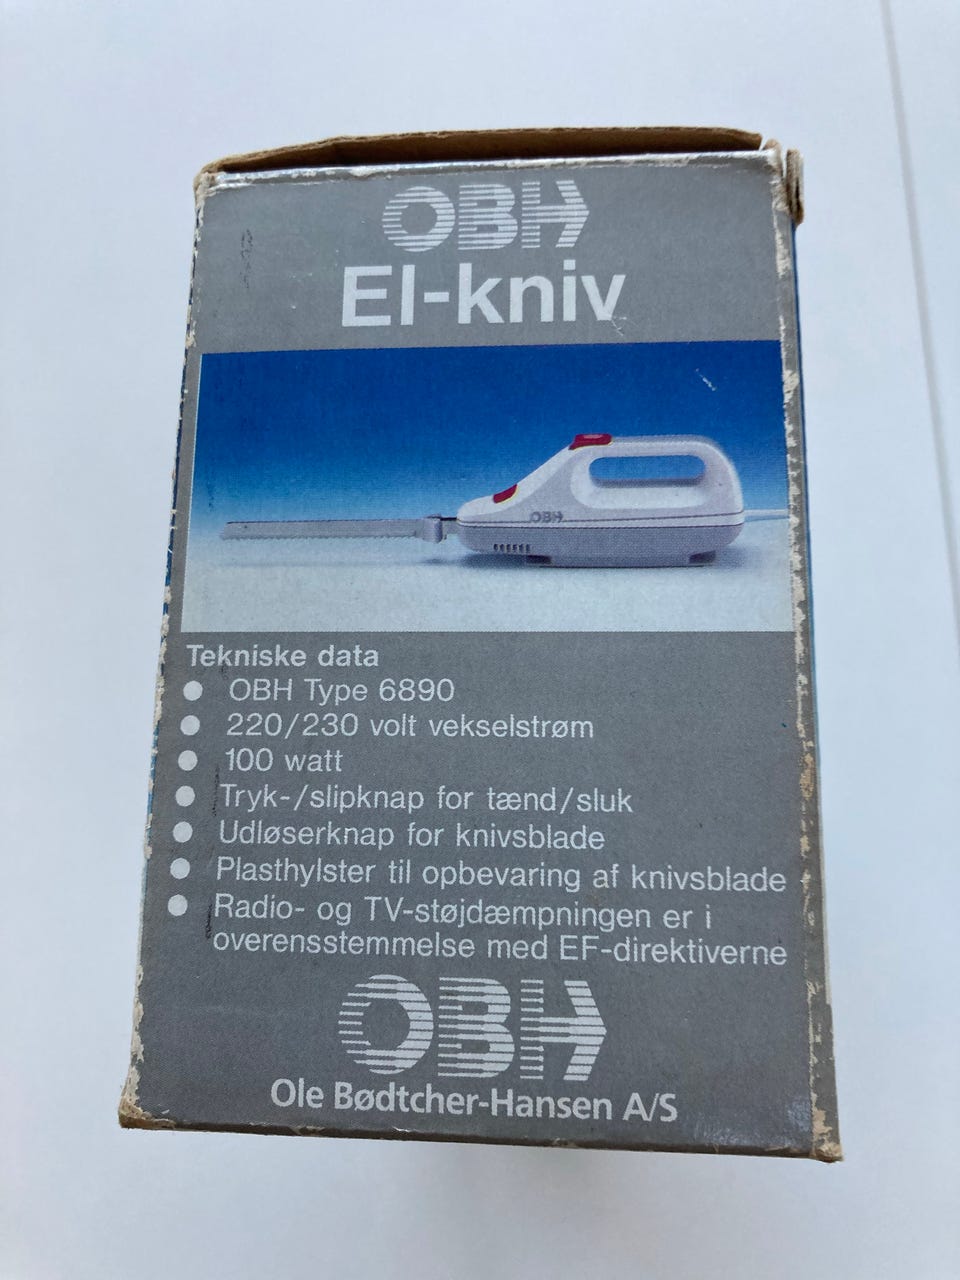 OBH
El-kniv
OBH
Tekniske data
● OBH Type 6890
● 220/230 volt vekselstrøm
● 100 watt
● Tryk-/slipknap for tænd/sluk
● Udløserknap for knivsblade
● Plasthylster til opbevaring af knivsblade
● Radio- og TV-støjdæmpningen er i
overensstemmelse med EF-direktiverne
OBH
Ole Bødtcher-Hansen A/S